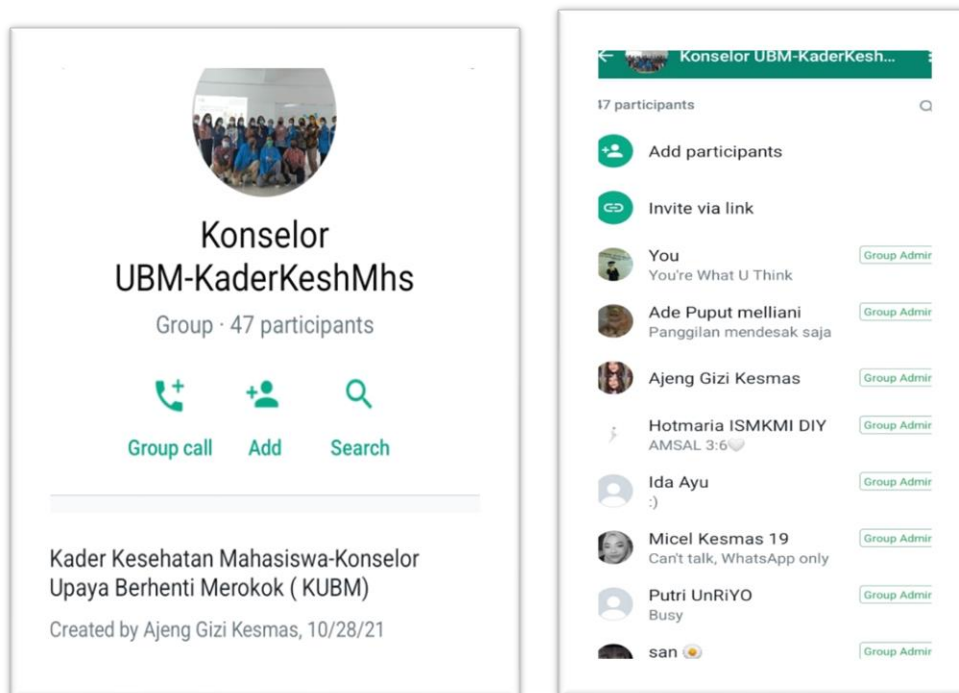 Konselor
UBM-KaderKeshMhs
Group · 47 participants
Group call Add Search
Kader Kesehatan Mahasiswa-Konselor
Upaya Berhenti Merokok ( KUBM)
Created by Ajeng Gizi Kesmas, 10/28/21
Konselor UBM-KaderKesh...
47 participants
Add participants
Invite via link
You Group Admin
You're What U Think
Ade Puput melliani Group Admin
Panggilan mendesak saja
Ajeng Gizi Kesmas Group Admin
Hotmaria ISMKMI DIY Group Admin
AMSAL 3:6🤍
Ida Ayu Group Admin
:)
Micel Kesmas 19 Group Admin
Can't talk, WhatsApp only
Putri UnRiYO Group Admin
Busy
san 🍳 Group Admin